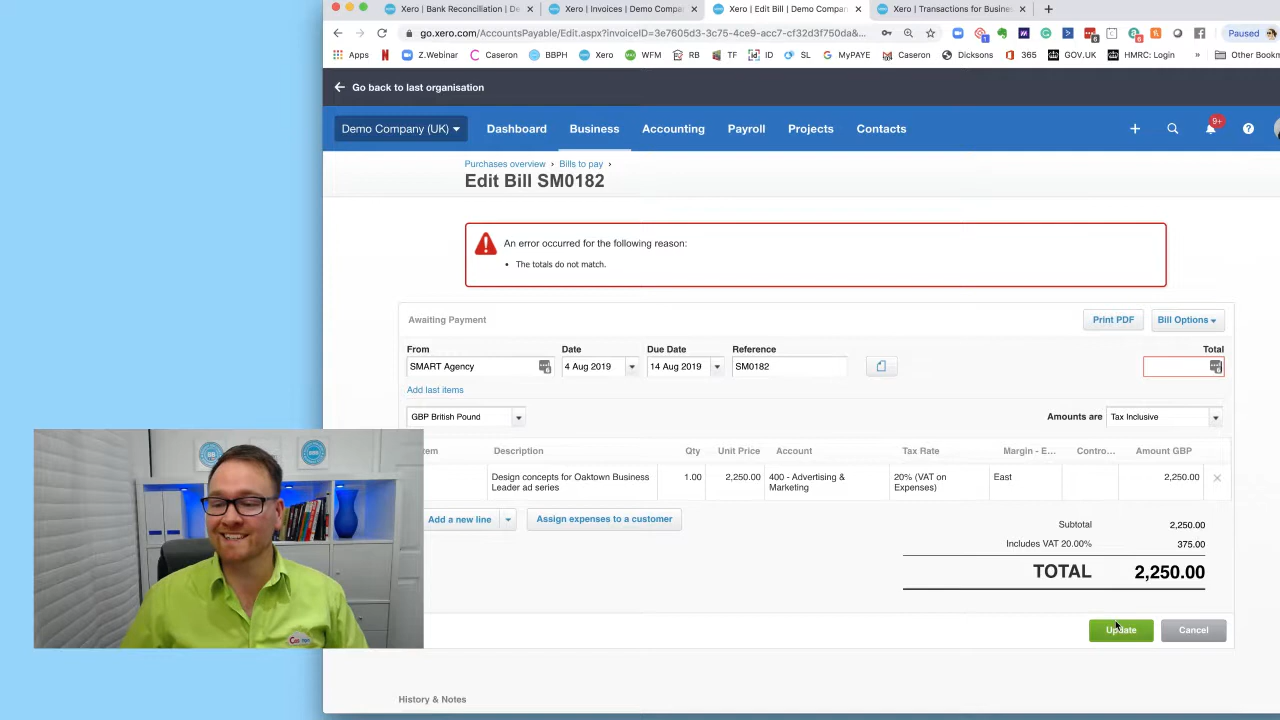 Xero | Bank Reconciliation | De
Xero | Invoices | Demo Compan
Xero | Edit Bill | Demo Compan
Xero | Transactions for Busines
go.xero.com/AccountsPayable/Edit.aspx?invoiceID=3e7605d3-3c75-4ce9-acc7-cf32d3f750da&...
Paused
Apps
Z.Webinar
Caseron
BBPH
Xero
WFM
RB
TF
ID
SL
MyPAYE
Caseron
Dicksons
365
GOV.UK
HMRC: Login
»
Other Bookm
Go back to last organisation
Demo Company (UK)
Dashboard
Business
Accounting
Payroll
Projects
Contacts
9+
Purchases overview › Bills to pay ›
Edit Bill SM0182
An error occurred for the following reason:
• The totals do not match.
Awaiting Payment
Print PDF
Bill Options
From
Date
Due Date
Reference
Total
SMART Agency
4 Aug 2019
14 Aug 2019
SM0182
Add last items
GBP British Pound
Amounts are
Tax Inclusive
tem
Description
Qty
Unit Price
Account
Tax Rate
Margin - E...
Contro...
Amount GBP
Design concepts for Oaktown Business
Leader ad series
1.00
2,250.00
400 - Advertising &
Marketing
20% (VAT on
Expenses)
East
2,250.00
Add a new line
Assign expenses to a customer
Subtotal
2,250.00
Includes VAT 20.00%
375.00
TOTAL
2,250.00
Update
Cancel
History & Notes